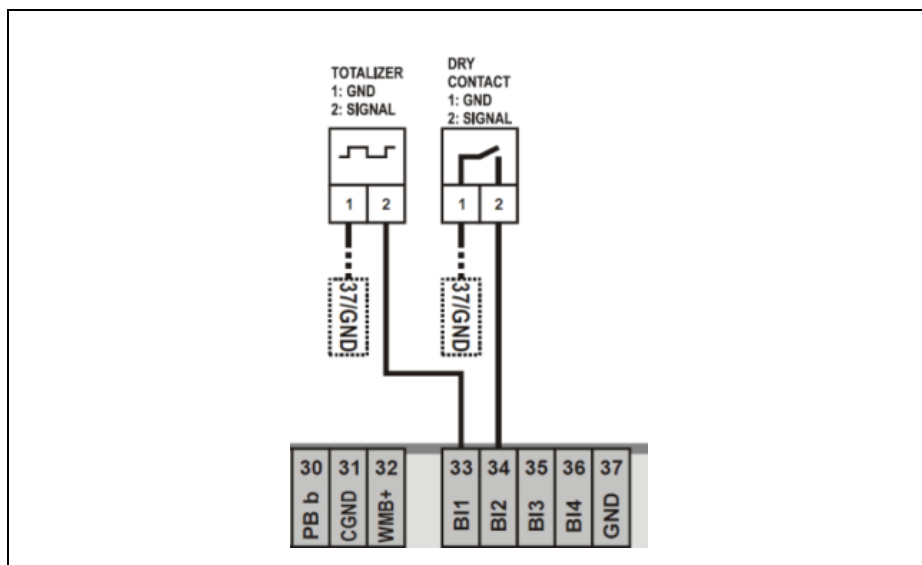 TOTALIZER
1: GND
2: SIGNAL
DRY
CONTACT
1: GND
2: SIGNAL
1 2
1 2
37/GND
37/GND
30 31 32 33 34 35 36 37
PB b CGND WMB+ BI1 BI2 BI3 BI4 GND